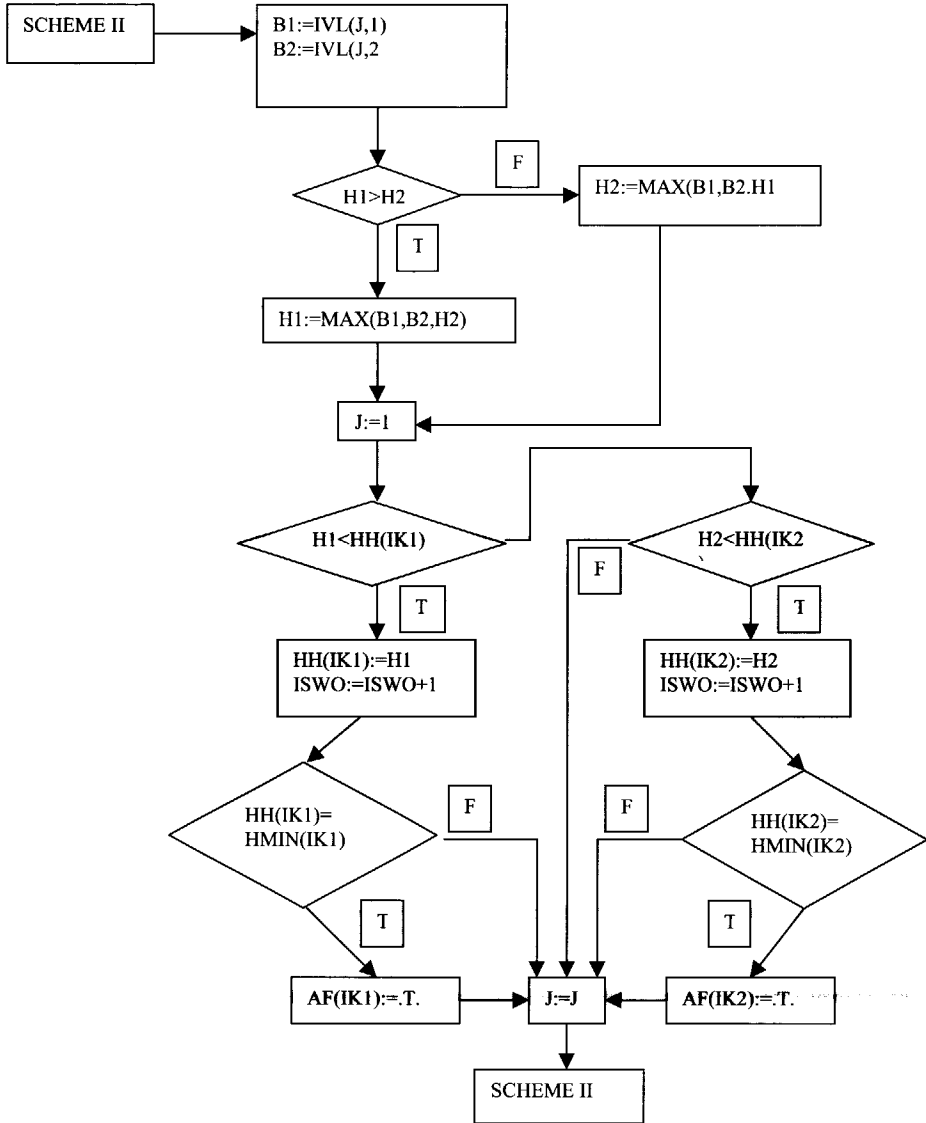 SCHEME II
B1:=IVL(J,1)
B2:=IVL(J,2
H1>H2
F
H2:=MAX(B1,B2.H1
T
H1:=MAX(B1,B2,H2)
J:=1
H1<HH(IK1)
H2<HH(IK2
F
T
T
HH(IK1):=H1
ISWO:=ISWO+1
HH(IK2):=H2
ISWO:=ISWO+1
HH(IK1)=
HMIN(IK1)
F
F
HH(IK2)=
HMIN(IK2)
T
T
AF(IK1):=.T.
J:=J
AF(IK2):=.T.
SCHEME II